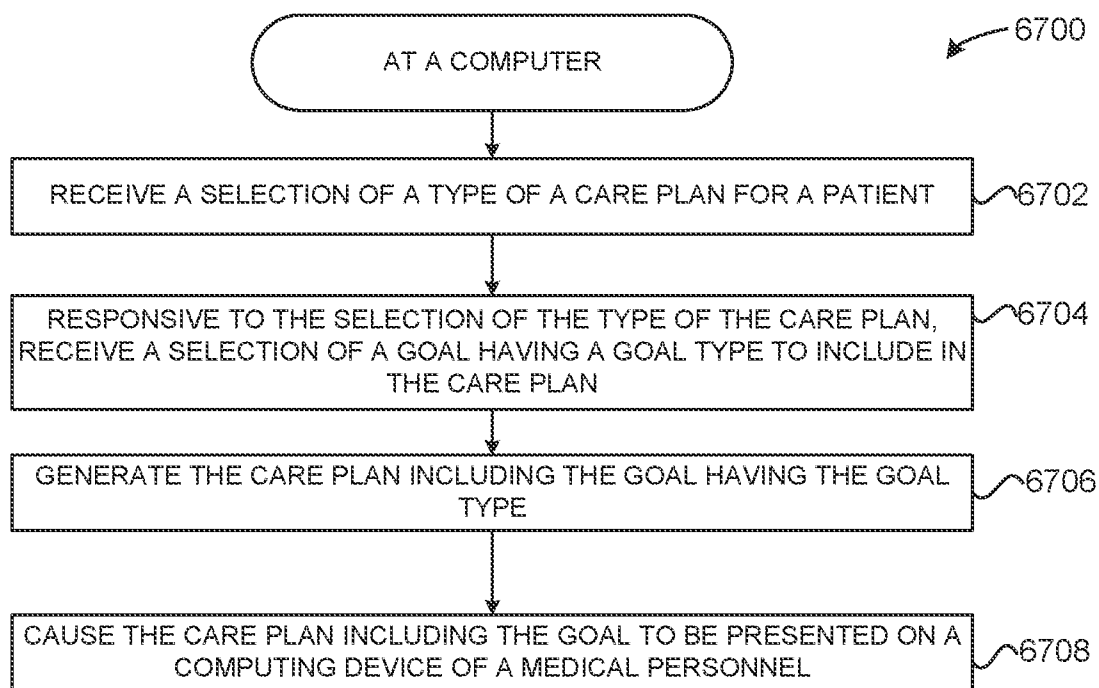 6700
AT A COMPUTER
RECEIVE A SELECTION OF A TYPE OF A CARE PLAN FOR A PATIENT
6702
RESPONSIVE TO THE SELECTION OF THE TYPE OF THE CARE PLAN,
RECEIVE A SELECTION OF A GOAL HAVING A GOAL TYPE TO INCLUDE IN
THE CARE PLAN
6704
GENERATE THE CARE PLAN INCLUDING THE GOAL HAVING THE GOAL
TYPE
6706
CAUSE THE CARE PLAN INCLUDING THE GOAL TO BE PRESENTED ON A
COMPUTING DEVICE OF A MEDICAL PERSONNEL
6708